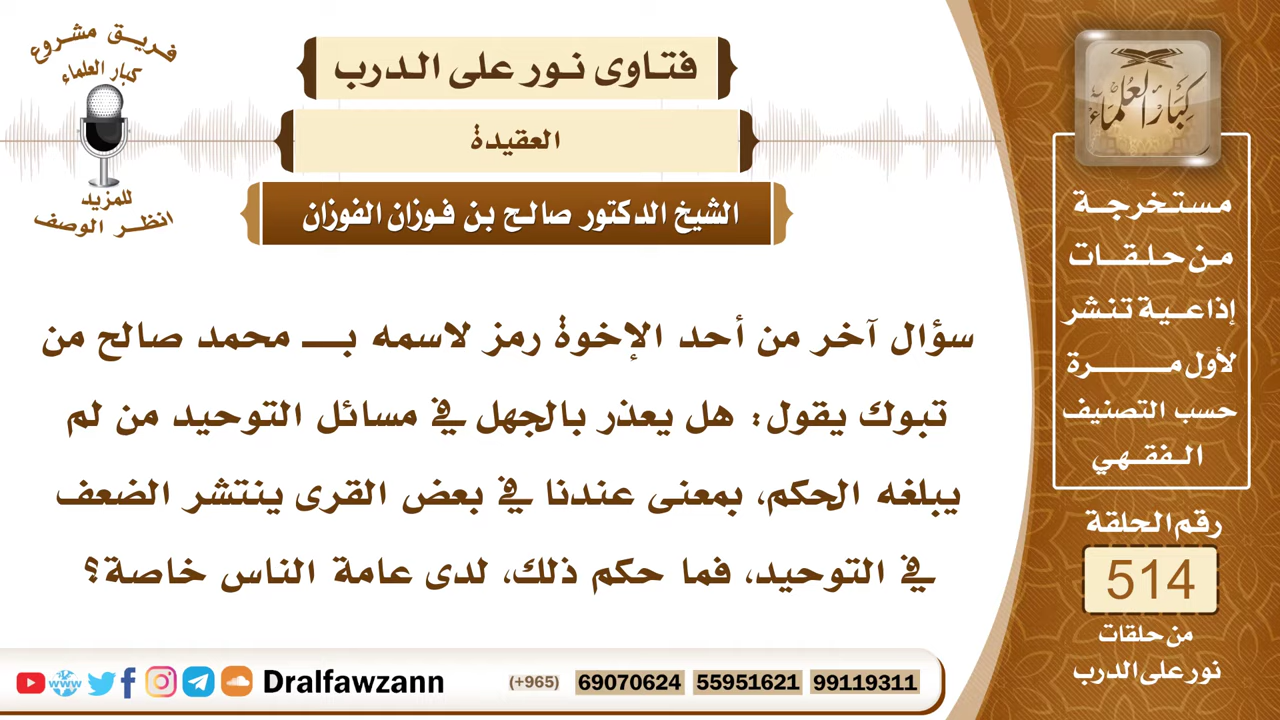 فريق مشروع
كبار العلماء
للمزيد
انظر الوصف
فتاوى نور على الدرب
العقيدة
الشيخ الدكتور صالح بن فوزان الفوزان
سؤال آخر من أحد الإخوة رمز لاسمه بـ محمد صالح من
تبوك يقول: هل يعذر بالجهل في مسائل التوحيد من لم
يبلغه الحكم، بمعنى عندنا في بعض القرى ينتشر الضعف
في التوحيد، فما حكم ذلك، لدى عامة الناس خاصة؟
كبار العلماء
مستخرجة
من حلقات
إذاعية تنشر
لأول مرة
حسب التصنيف
الفقهي
رقم الحلقة
514
من حلقات
نور على الدرب
www
Dralfawzann
(+965) 69070624 55951621 99119311